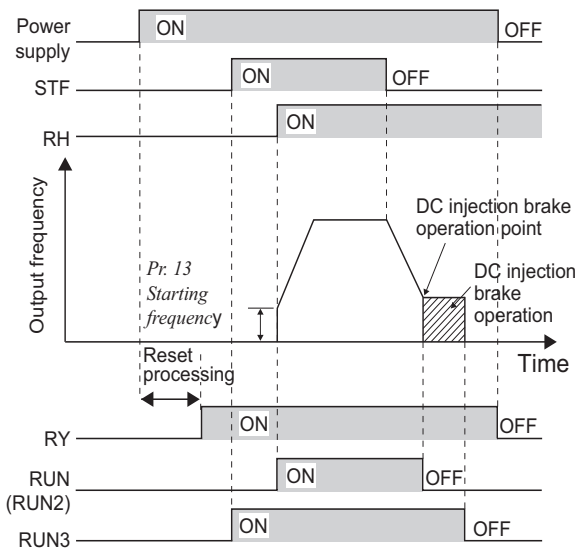 Power
supply
ON
OFF
STF
ON
OFF
RH
ON
Output frequency
Pr. 13
Starting
frequency
DC injection brake
operation point
DC injection
brake
operation
Time
Reset
processing
RY
ON
OFF
RUN
(RUN2)
ON
OFF
RUN3
ON
OFF